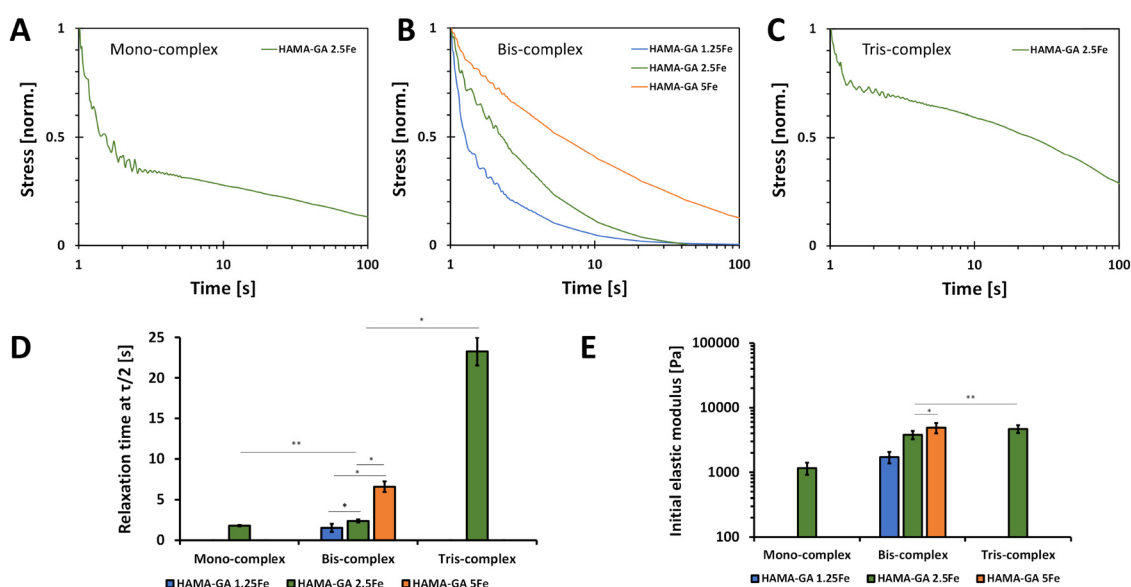 A
Mono-complex
HAMA-GA 2.5Fe
Stress [norm.]
1
0.5
0
1
10
100
Time [s]
B
Bis-complex
HAMA-GA 1.25Fe
HAMA-GA 2.5Fe
HAMA-GA 5Fe
Stress [norm.]
1
0.5
0
1
10
100
Time [s]
C
Tris-complex
HAMA-GA 2.5Fe
Stress [norm.]
1
0.5
0
1
10
100
Time [s]
D
Relaxation time at τ/2 [s]
25
20
15
10
5
0
**
*
*
*
*
Mono-complex
Bis-complex
Tris-complex
HAMA-GA 1.25Fe
HAMA-GA 2.5Fe
HAMA-GA 5Fe
E
Initial elastic modulus [Pa]
100000
10000
1000
100
**
*
Mono-complex
Bis-complex
Tris-complex
HAMA-GA 1.25Fe
HAMA-GA 2.5Fe
HAMA-GA 5Fe